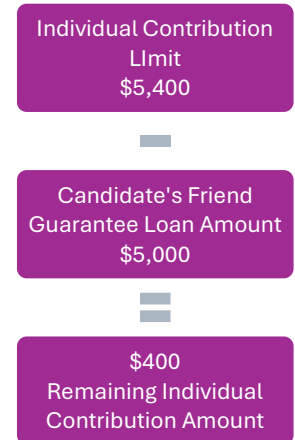 Individual Contribution
LImit
$5,400
Candidate's Friend
Guarantee Loan Amount
$5,000
$400
Remaining Individual
Contribution Amount